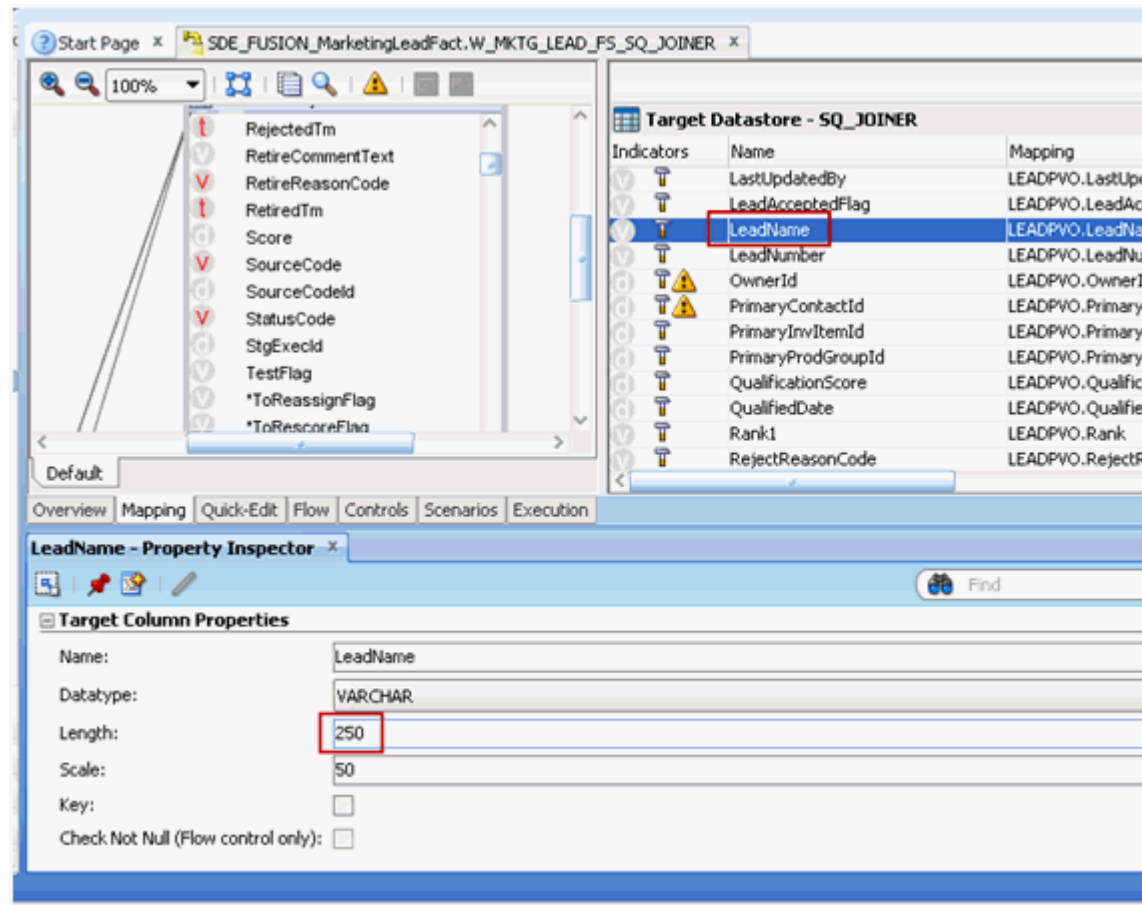 Start Page x SDE_FUSION_MarketingLeadFact.W_MKTG_LEAD_FS_SQ_JOINER x
100%
RejectedTm
RetireCommentText
RetireReasonCode
RetiredTm
Score
SourceCode
SourceCodeId
StatusCode
StgExecId
TestFlag
*ToReassignFlag
*ToRescoreFlag
Default
Target Datastore - SQ_JOINER
Indicators Name Mapping
LastUpdatedBy LEADPVO.LastUp
LeadAcceptedFlag LEADPVO.LeadAc
LeadName LEADPVO.LeadNa
LeadNumber LEADPVO.LeadNu
OwnerId LEADPVO.OwnerI
PrimaryContactId LEADPVO.Primary
PrimaryInvItemId LEADPVO.Primary
PrimaryProdGroupId LEADPVO.Primary
QualificationScore LEADPVO.Qualific
QualifiedDate LEADPVO.Qualifie
Rank1 LEADPVO.Rank
RejectReasonCode LEADPVO.RejectR
Overview Mapping Quick-Edit Flow Controls Scenarios Execution
LeadName - Property Inspector x
Find
Target Column Properties
Name: LeadName
Datatype: VARCHAR
Length: 250
Scale: 50
Key:
Check Not Null (Flow control only):